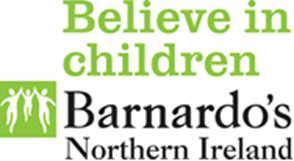 Believe in
children
Barnardo's
Northern Ireland